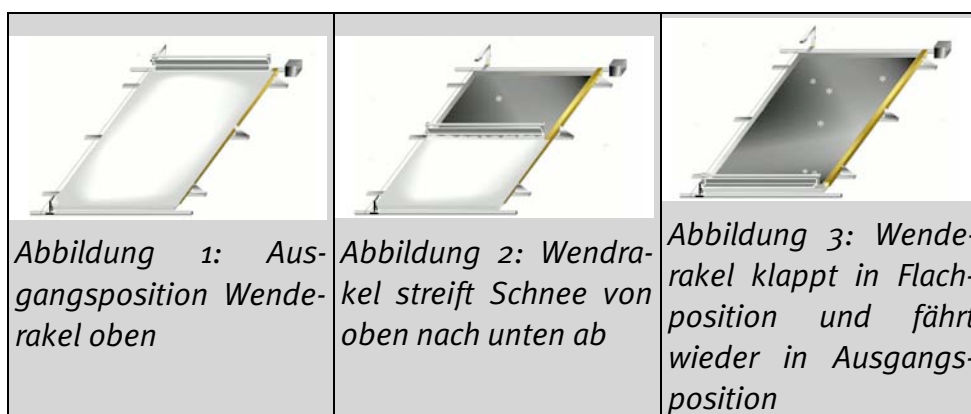 Abbildung 1: Aus-
gangsposition Wende-
rakel oben
Abbildung 2: Wendra-
kel streift Schnee von
oben nach unten ab
Abbildung 3: Wende-
rakel klappt in Flach-
position und fährt
wieder in Ausgangs-
position